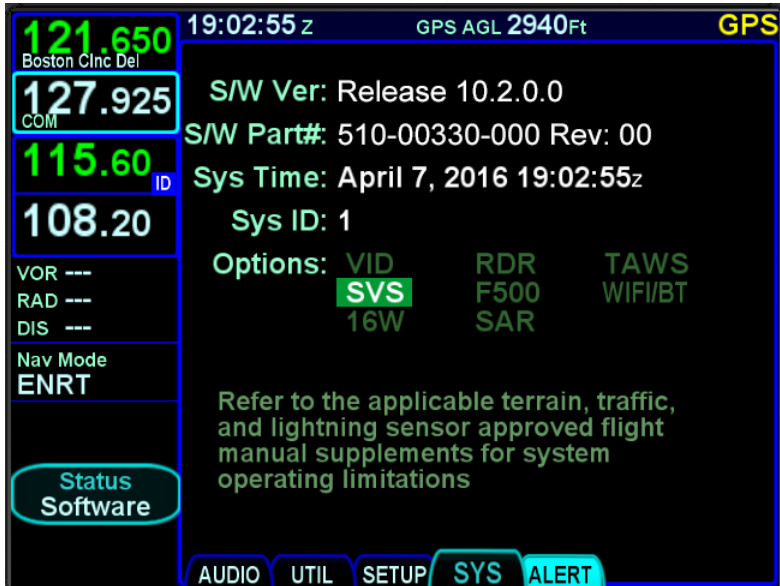 19:02:55 Z GPS AGL 2940Ft GPS
121.650
Boston Clnc Del
127.925
COM
115.60 ID
108.20
VOR ---
RAD ---
DIS ---
Nav Mode
ENRT
Status
Software
S/W Ver: Release 10.2.0.0
S/W Part#: 510-00330-000 Rev: 00
Sys Time: April 7, 2016 19:02:55z
Sys ID: 1
Options: VID RDR TAWS
SVS F500 WIFI/BT
16W SAR
Refer to the applicable terrain, traffic,
and lightning sensor approved flight
manual supplements for system
operating limitations
AUDIO UTIL SETUP SYS ALERT